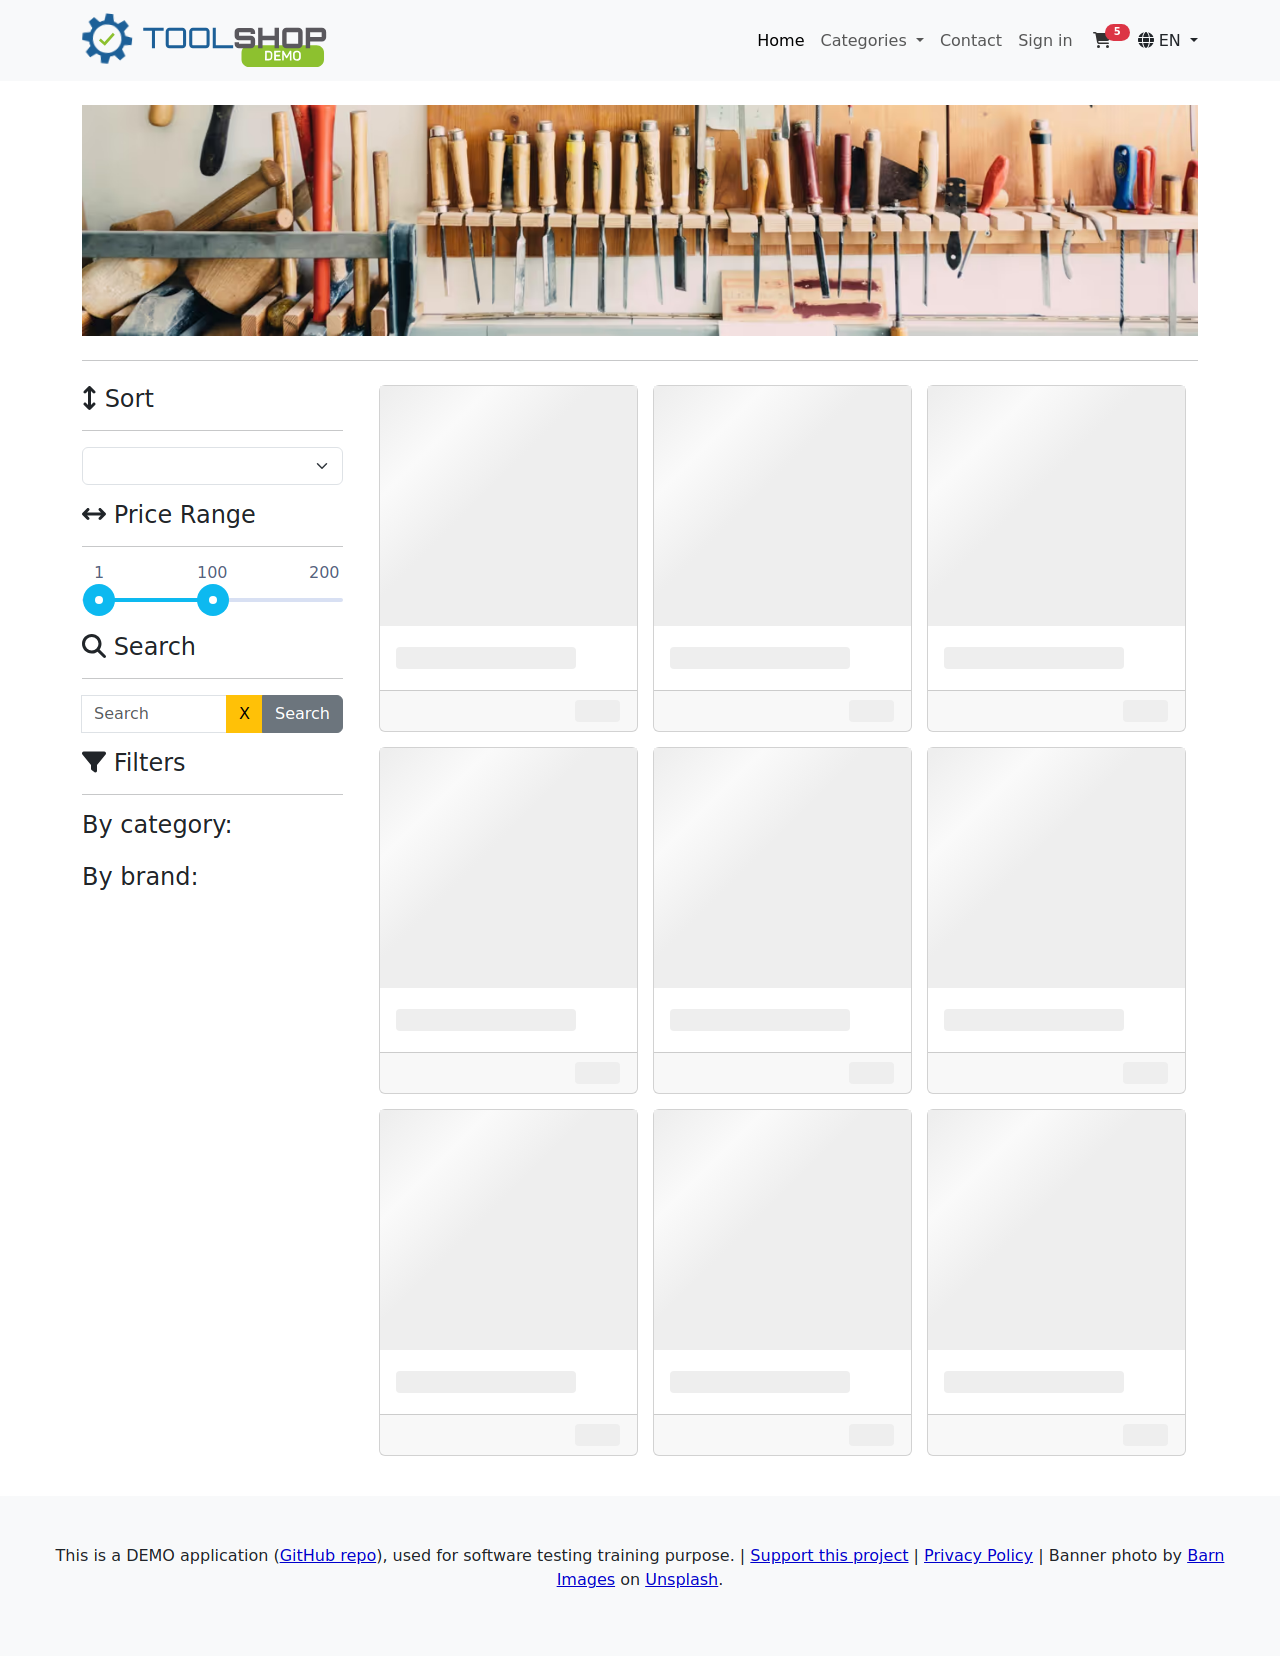 TOOLSHOP
DEMO
Home Categories Contact Sign in 5 EN
Sort
Price Range
1 100 200
Search
Search X Search
Filters
By category:
By brand:
This is a DEMO application (GitHub repo), used for software testing training purpose. | Support this project | Privacy Policy | Banner photo by Barn
Images on Unsplash.